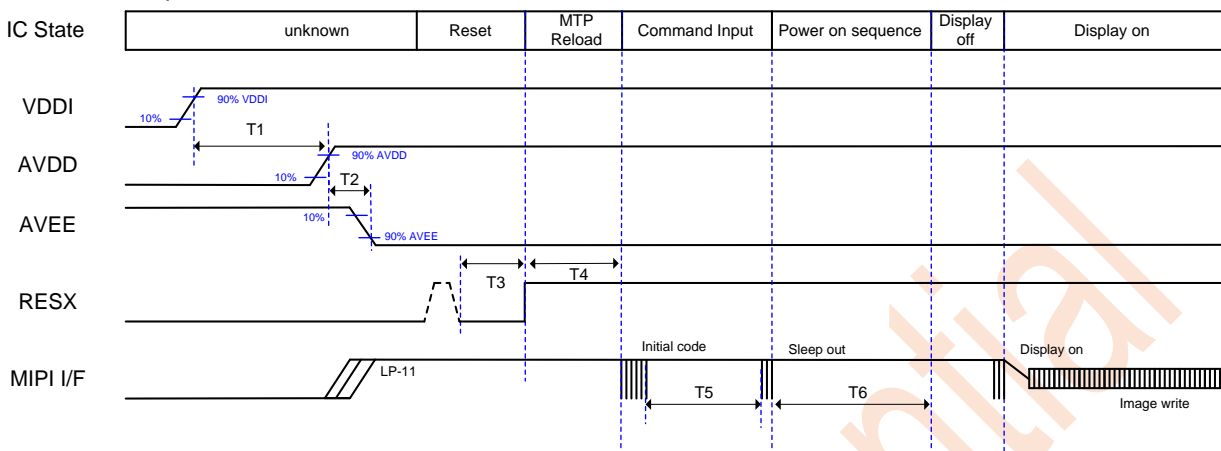 IC State
unknown
Reset
MTP
Reload
Command Input
Power on sequence
Display
off
Display on
VDDI
10%
90% VDDI
T1
AVDD
10%
90% AVDD
T2
AVEE
10%
90% AVEE
RESX
T3
T4
MIPI I/F
LP-11
Initial code
Sleep out
Display on
T5
T6
Image write
ntial